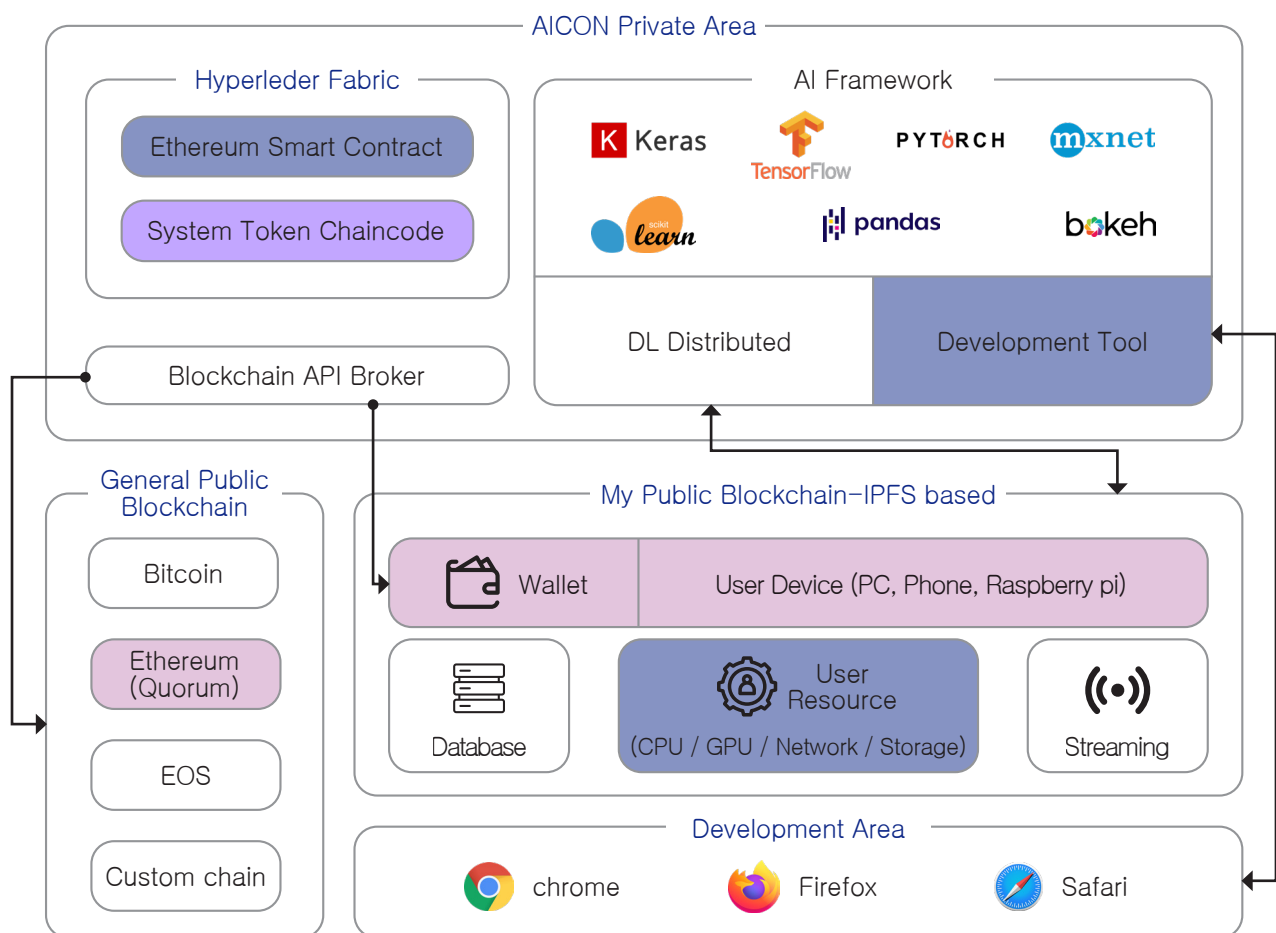 AICON Private Area
Hyperleder Fabric
Ethereum Smart Contract
System Token Chaincode
Blockchain API Broker
AI Framework
K Keras
TensorFlow
PYTORCH
mxnet
scikit
learn
pandas
bokeh
DL Distributed
Development Tool
General Public
Blockchain
Bitcoin
Ethereum
(Quorum)
EOS
Custom chain
My Public Blockchain-IPFS based
Wallet
User Device (PC, Phone, Raspberry pi)
Database
User
Resource
(CPU / GPU / Network / Storage)
Streaming
Development Area
chrome
Firefox
Safari